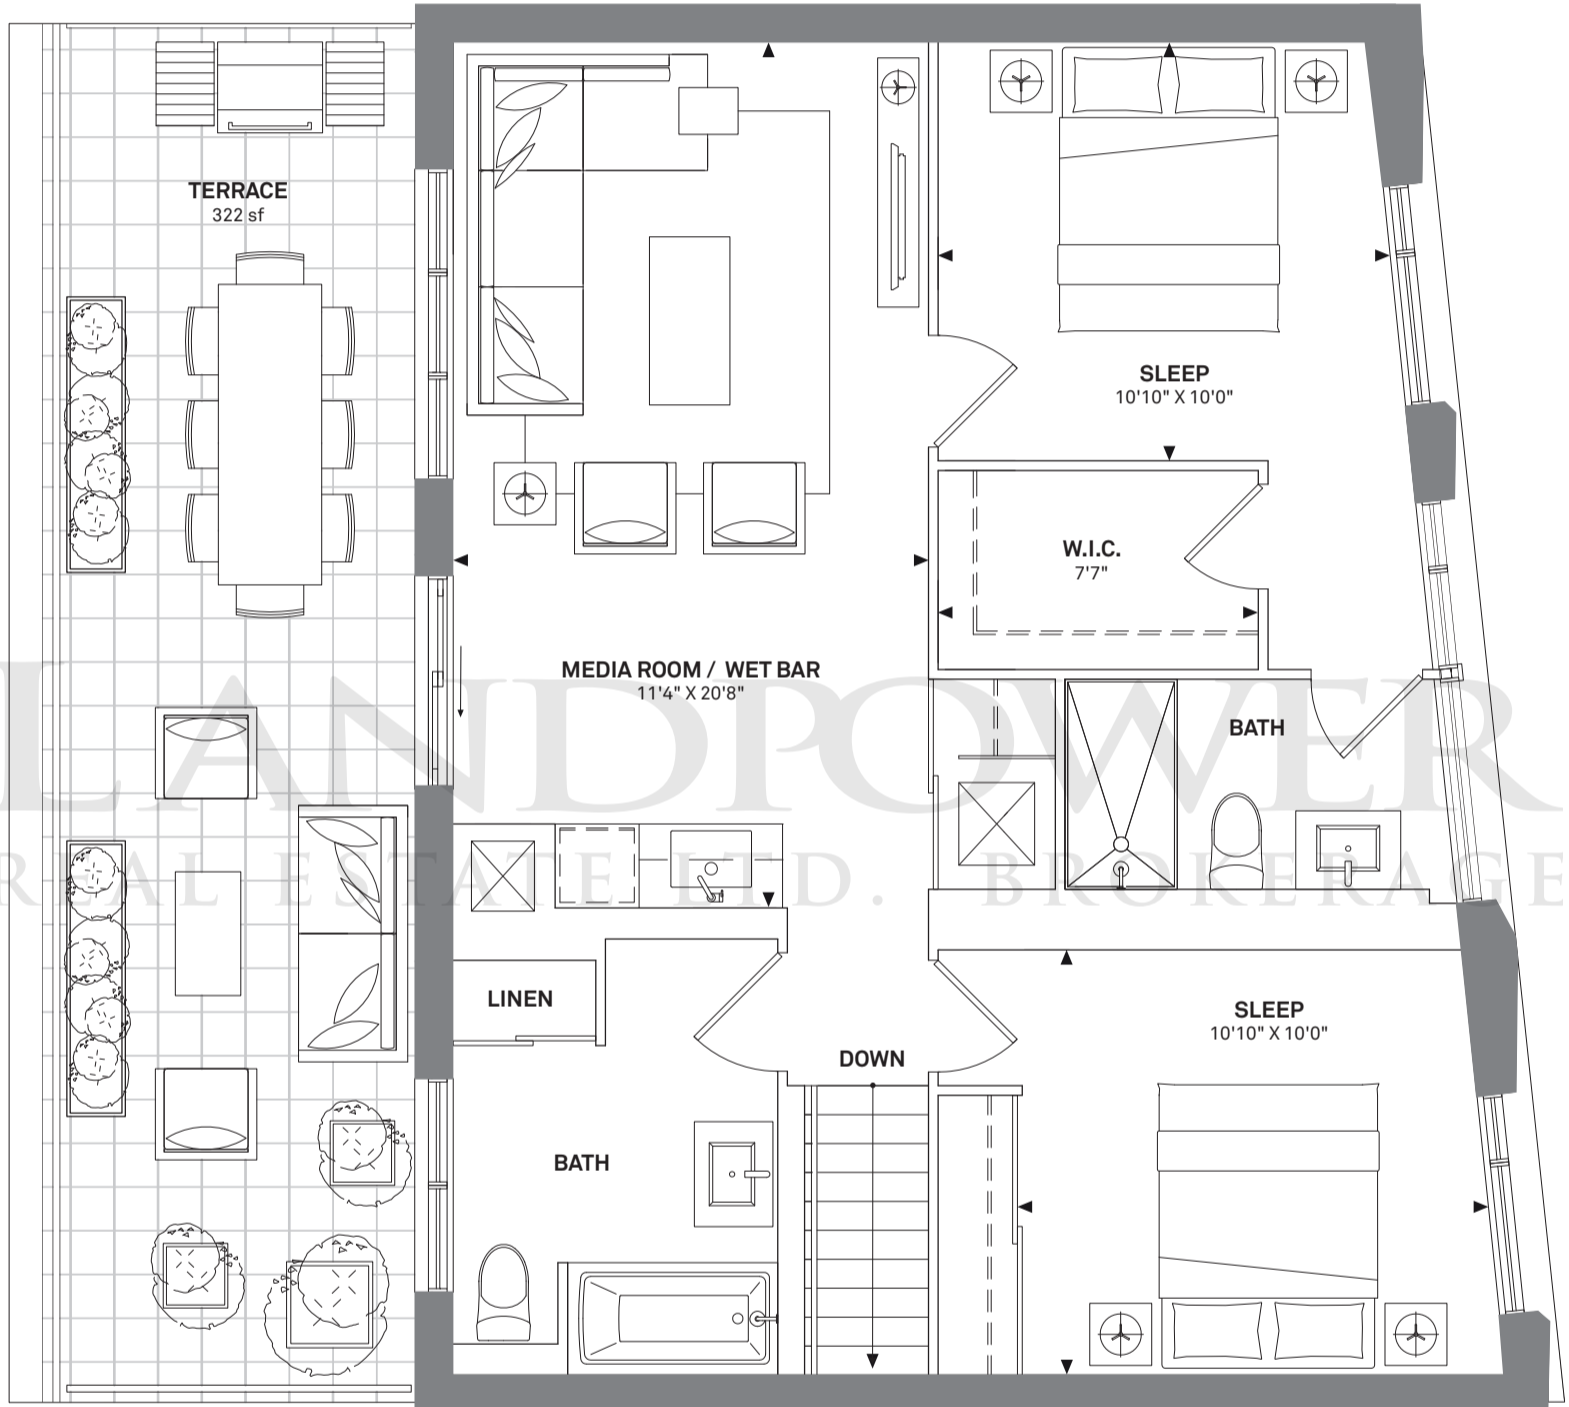 TERRACE
322 sf
SLEEP
10'10" X 10'0"
W.I.C.
7'7"
MEDIA ROOM / WET BAR
11'4" X 20'8"
BATH
LANDPOWER
REAL ESTATE LTD. BROKERAGE
LINEN
DOWN
SLEEP
10'10" X 10'0"
BATH